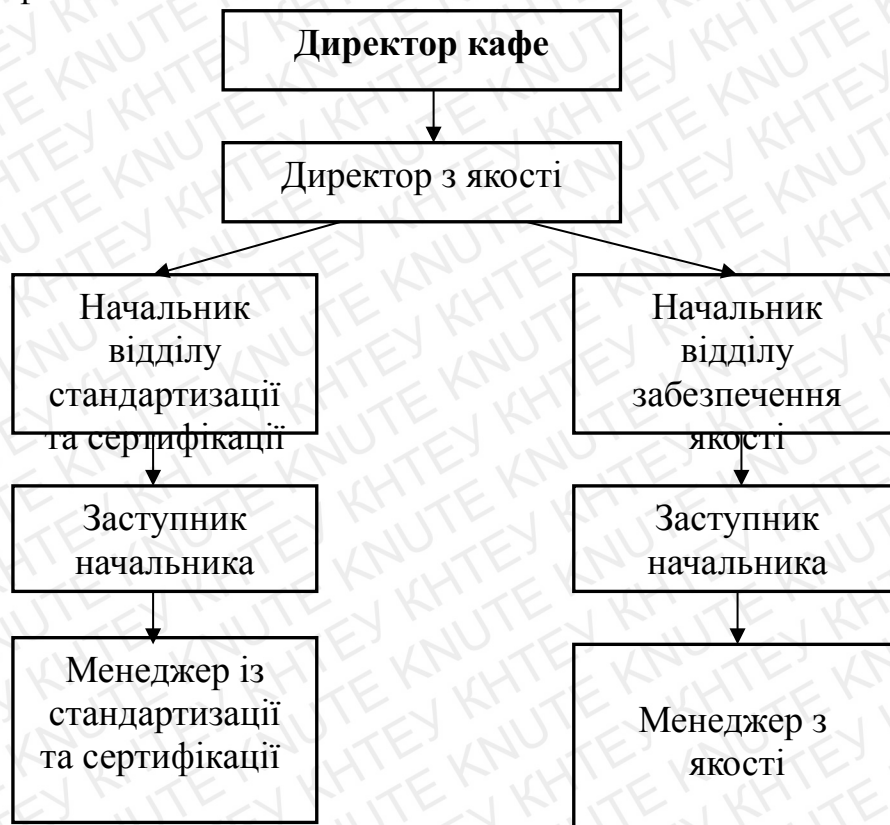 Директор кафе
Директор з якості
Начальник
відділу
стандартизації
та сертифікації
Начальник
відділу
забезпечення
якості
Заступник
начальника
Заступник
начальника
Менеджер із
стандартизації
та сертифікації
Менеджер з
якості